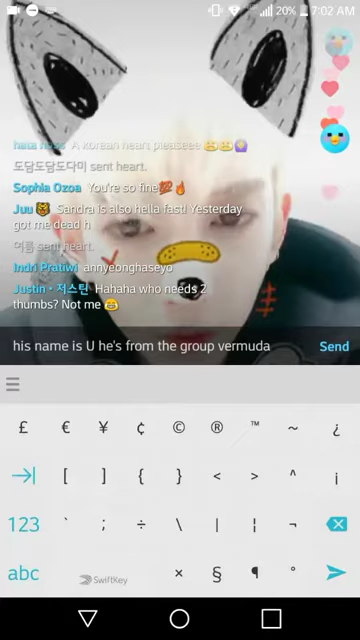 20% 7:02 AM
hata noss A korean heart pleaseee 😄😄🙆
도담도담도다미 sent heart.
Sophia Ozoa You're so fine💯🔥
Juu🐯 Sandra is also hella fast! Yesterday
got me dead h
여름 sent heart.
Indri Pratiwi annyeonghaseyo
Justin • 저스틴 Hahaha who needs 2
thumbs? Not me 😂
his name is U he's from the group vermuda Send
£ € ¥ ¢ © ® ™ ~ ¿
[ ] { } < > ^ ¡
123 ` ; ÷ \ | ¦ ¬
abc SwiftKey × § ¶ °